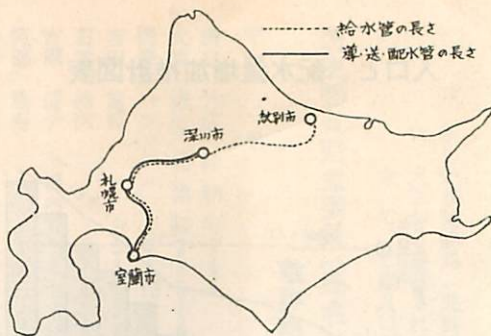 給水管の長さ
導・送・配水管の長さ
紋別市
深川市
札幌市
室蘭市